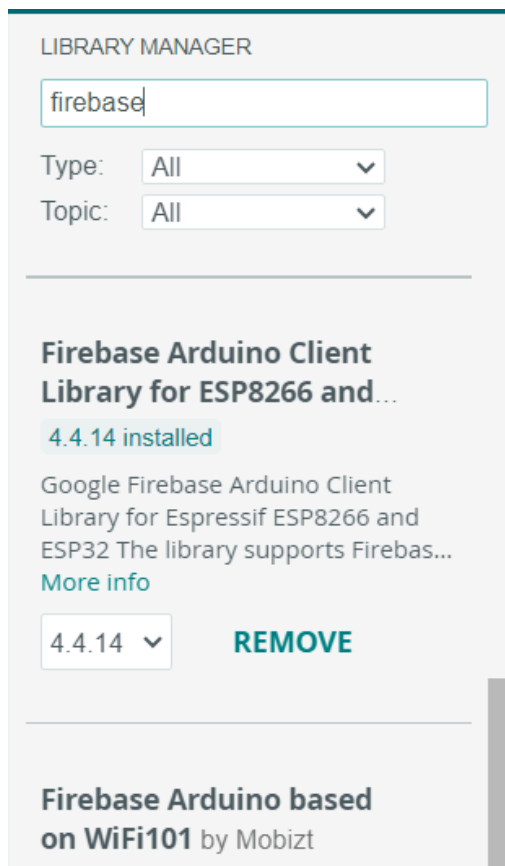 LIBRARY MANAGER
firebase
Type: All
Topic: All
Firebase Arduino Client
Library for ESP8266 and...
4.4.14 installed
Google Firebase Arduino Client
Library for Espressif ESP8266 and
ESP32 The library supports Firebas...
More info
4.4.14 REMOVE
Firebase Arduino based
on WiFi101 by Mobizt